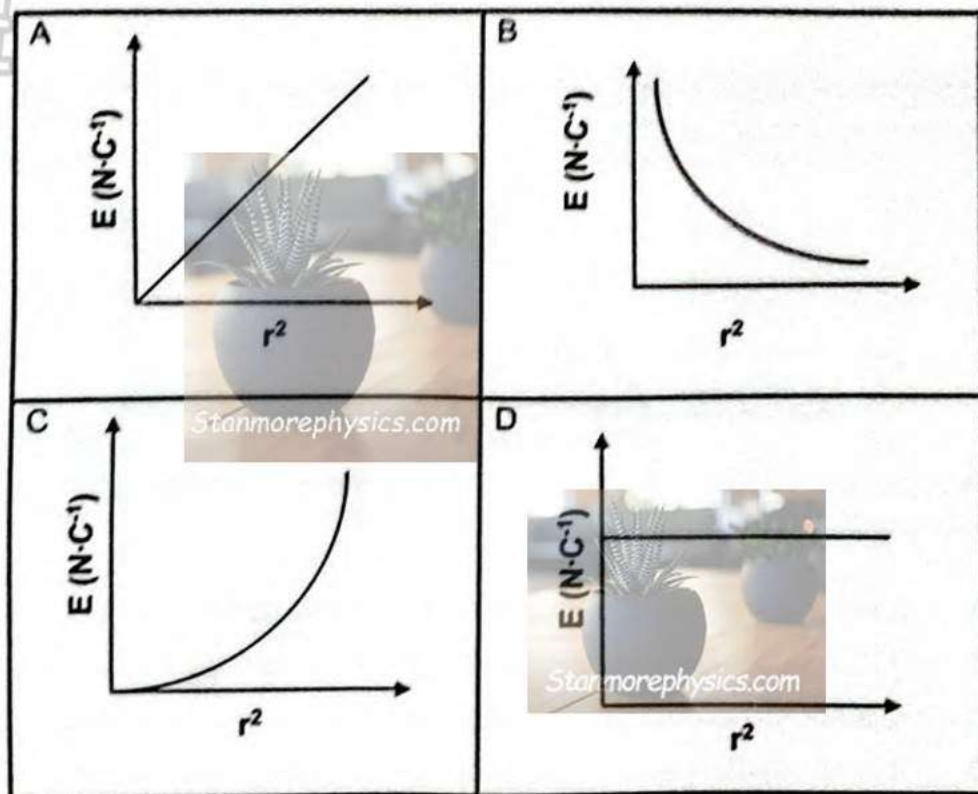 A
E (N·C⁻¹)
r²
B
E (N·C⁻¹)
r²
Stanmorephysics.com
C
E (N·C⁻¹)
r²
D
E (N·C⁻¹)
Stanmorephysics.com
r²